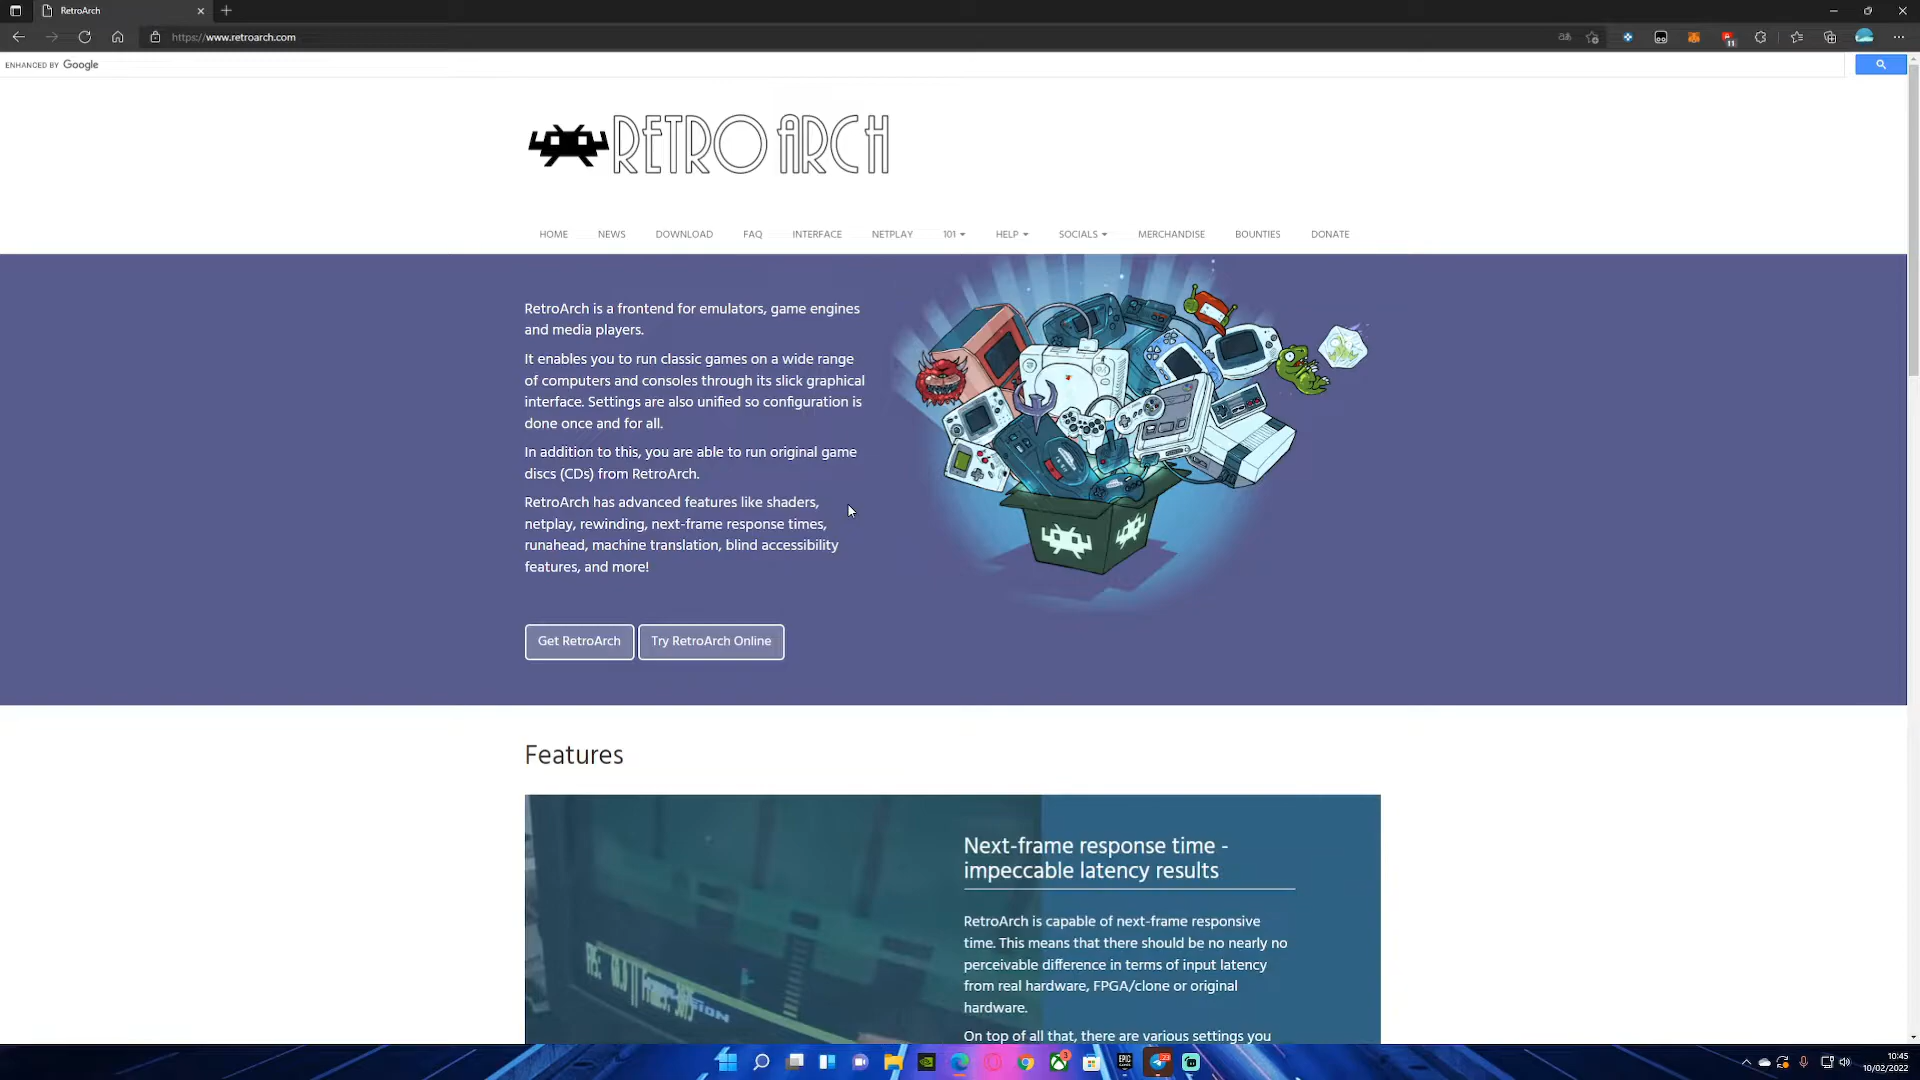 RetroArch
https://www.retroarch.com
11
ENHANCED BY Google
RETROARCH
HOME NEWS DOWNLOAD FAQ INTERFACE NETPLAY 101 HELP SOCIALS MERCHANDISE BOUNTIES DONATE
RetroArch is a frontend for emulators, game engines
and media players.
It enables you to run classic games on a wide range
of computers and consoles through its slick graphical
interface. Settings are also unified so configuration is
done once and for all.
In addition to this, you are able to run original game
discs (CDs) from RetroArch.
RetroArch has advanced features like shaders,
netplay, rewinding, next-frame response times,
runahead, machine translation, blind accessibility
features, and more!
Get RetroArch Try RetroArch Online
Features
Next-frame response time -
impeccable latency results
RetroArch is capable of next-frame responsive
time. This means that there should be no nearly no
perceivable difference in terms of input latency
from real hardware, FPGA/clone or original
hardware.
On top of all that, there are various settings you
3
EPIC
GAMES
10:45
10/02/2022